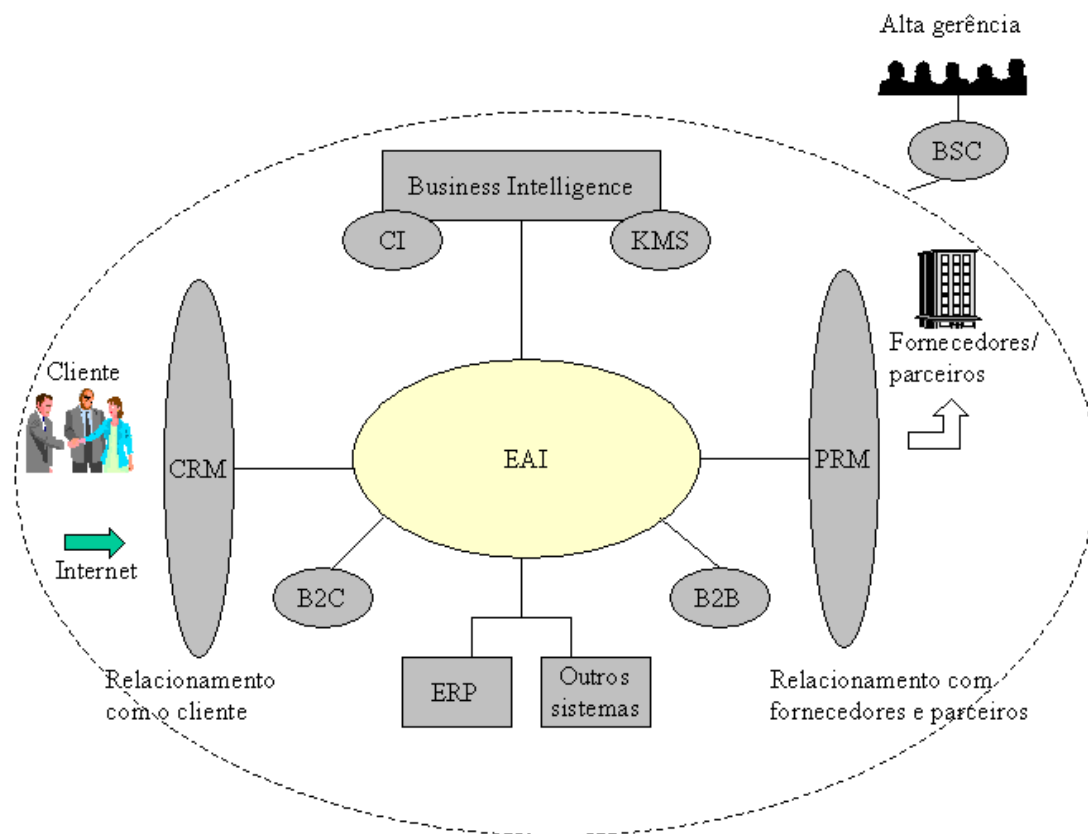 Alta gerência
BSC
Business Intelligence
CI
KMS
Cliente
Fornecedores/
parceiros
CRM
EAI
PRM
Internet
B2C
B2B
Relacionamento
com o cliente
ERP
Outros
sistemas
Relacionamento com
fornecedores e parceiros